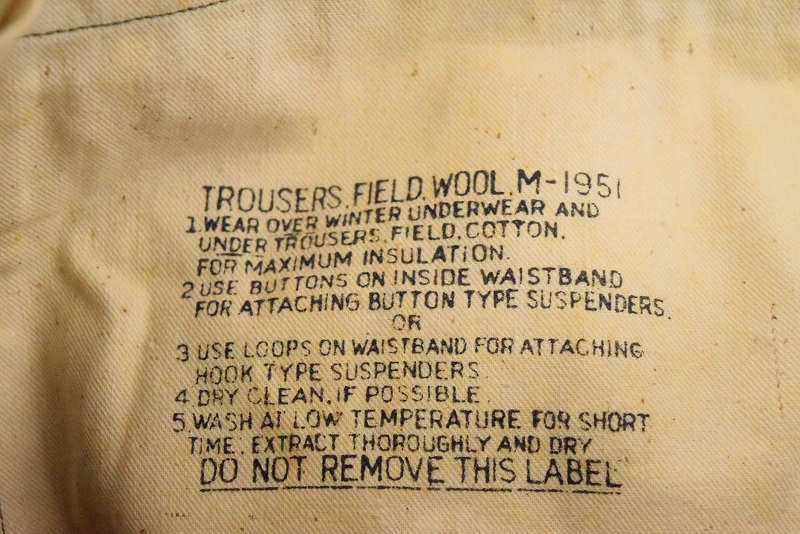 TROUSERS, FIELD, WOOL, M-1951
1. WEAR OVER WINTER UNDERWEAR AND
UNDER TROUSERS, FIELD, COTTON,
FOR MAXIMUM INSULATION.
2 USE BUTTONS ON INSIDE WAISTBAND
FOR ATTACHING BUTTON TYPE SUSPENDERS,
OR
3 USE LOOPS ON WAISTBAND FOR ATTACHING
HOOK TYPE SUSPENDERS.
4 DRY CLEAN, IF POSSIBLE.
5. WASH AT LOW TEMPERATURE FOR SHORT
TIME. EXTRACT THOROUGHLY AND DRY
DO NOT REMOVE THIS LABEL